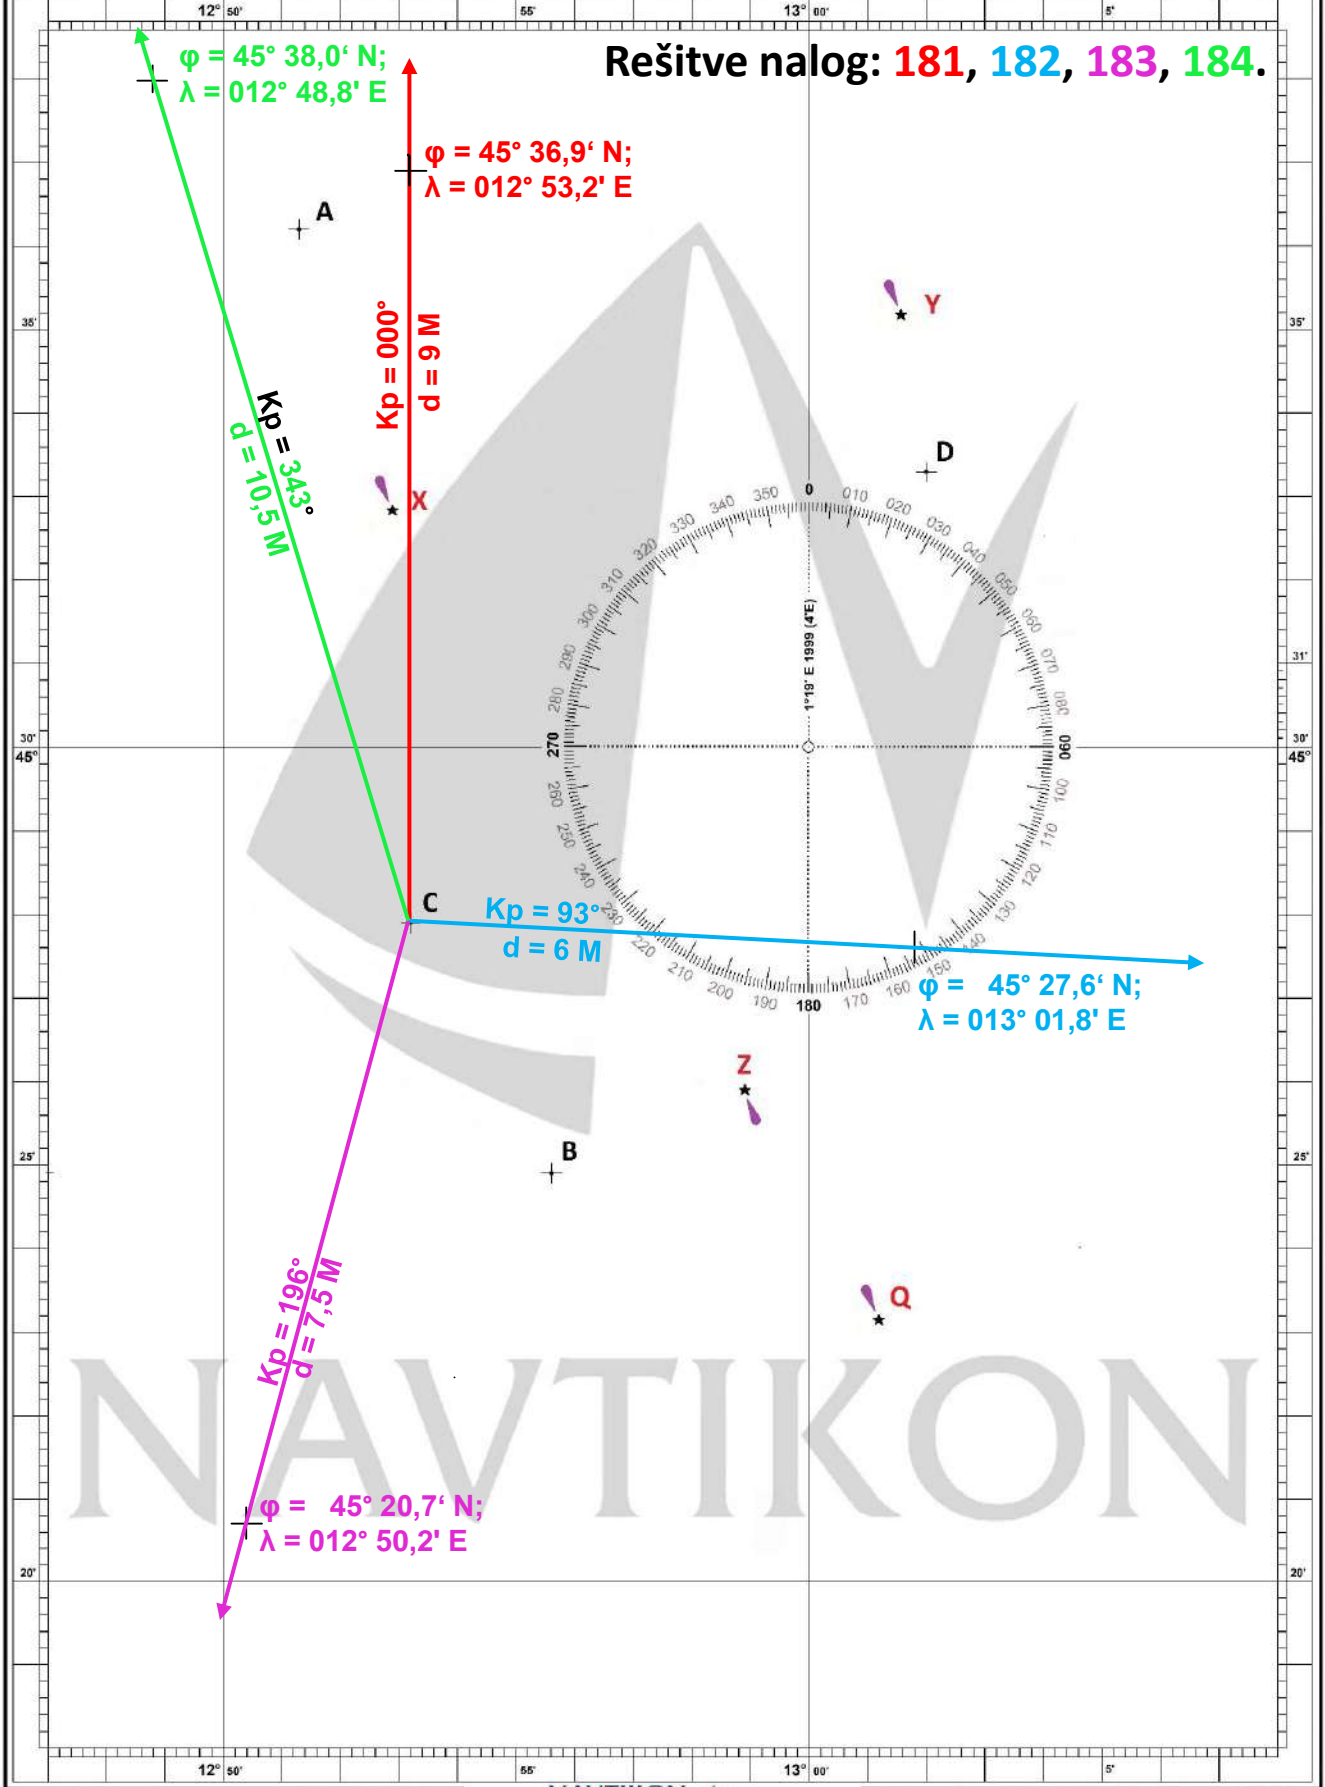 12° 50' 55' 13° 00' 5'
Rešitve nalog: 181, 182, 183, 184.
φ = 45° 38,0‘ N;
λ = 012° 48,8' E
φ = 45° 36,9‘ N;
λ = 012° 53,2' E
A
Y
35' 35'
Kp = 000°
d = 9 M
Kp = 343°
d = 10,5 M
X
D
0 010 020 030 040 050 060 070 080 090 100 110 120 130 140 150 160 170 180 190 200 210 220 230 240 250 260 270 280 290 300 310 320 330 340 350
1°19' E 1999 (4'E)
31'
30' 30'
45° 45°
C
Kp = 93°
d = 6 M
φ = 45° 27,6‘ N;
λ = 013° 01,8' E
Z
B
25' 25'
Kp = 196°
d = 7,5 M
Q
NAVTIKON
φ = 45° 20,7‘ N;
λ = 012° 50,2' E
20' 20'
12° 50' 55' 13° 00' 5'